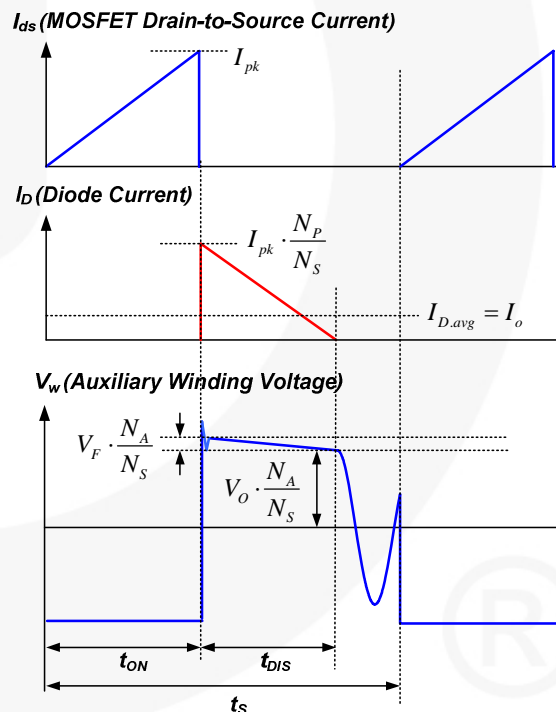 I_ds (MOSFET Drain-to-Source Current)
I_pk
I_D (Diode Current)
I_pk · N_P / N_S
I_D.avg = I_o
V_w (Auxiliary Winding Voltage)
V_F · N_A / N_S
V_O · N_A / N_S
t_ON
t_DIS
t_S
®